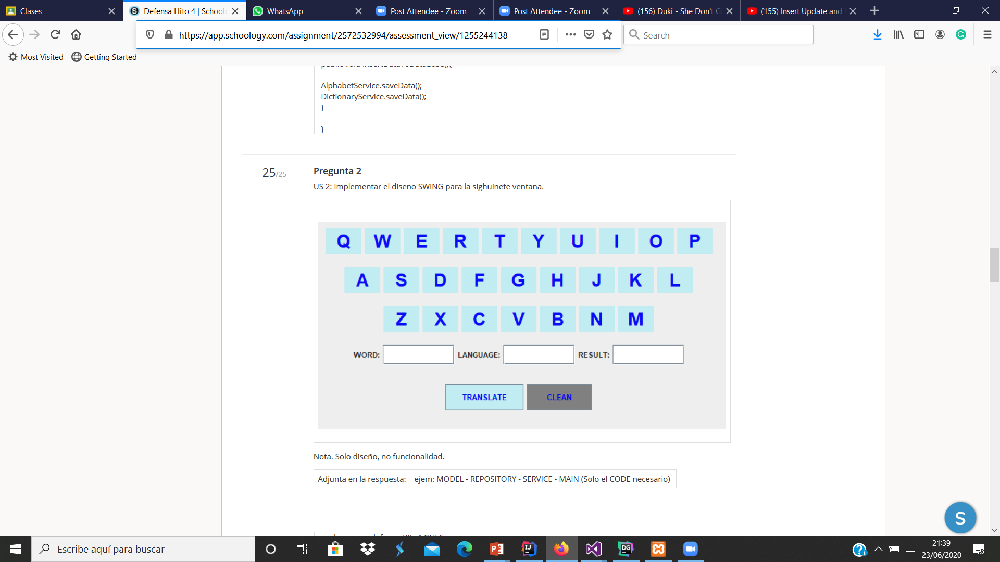 Clases
Defensa Hito 4 | Schoolo
WhatsApp
Post Attendee - Zoom
Post Attendee - Zoom
(156) Duki - She Don't G
(155) Insert Update and
https://app.schoology.com/assignment/2572532994/assessment_view/1255244138
Search
Most Visited
Getting Started
AlphabetService.saveData();
DictionaryService.saveData();
}
}
25/25
Pregunta 2
US 2: Implementar el diseno SWING para la sighuinete ventana.
Q W E R T Y U I O P
A S D F G H J K L
Z X C V B N M
WORD:
LANGUAGE:
RESULT:
TRANSLATE
CLEAN
Nota. Solo diseño, no funcionalidad.
Adjunta en la respuesta:
ejem: MODEL - REPOSITORY - SERVICE - MAIN (Solo el CODE necesario)
S
Escribe aquí para buscar
21:39
23/06/2020